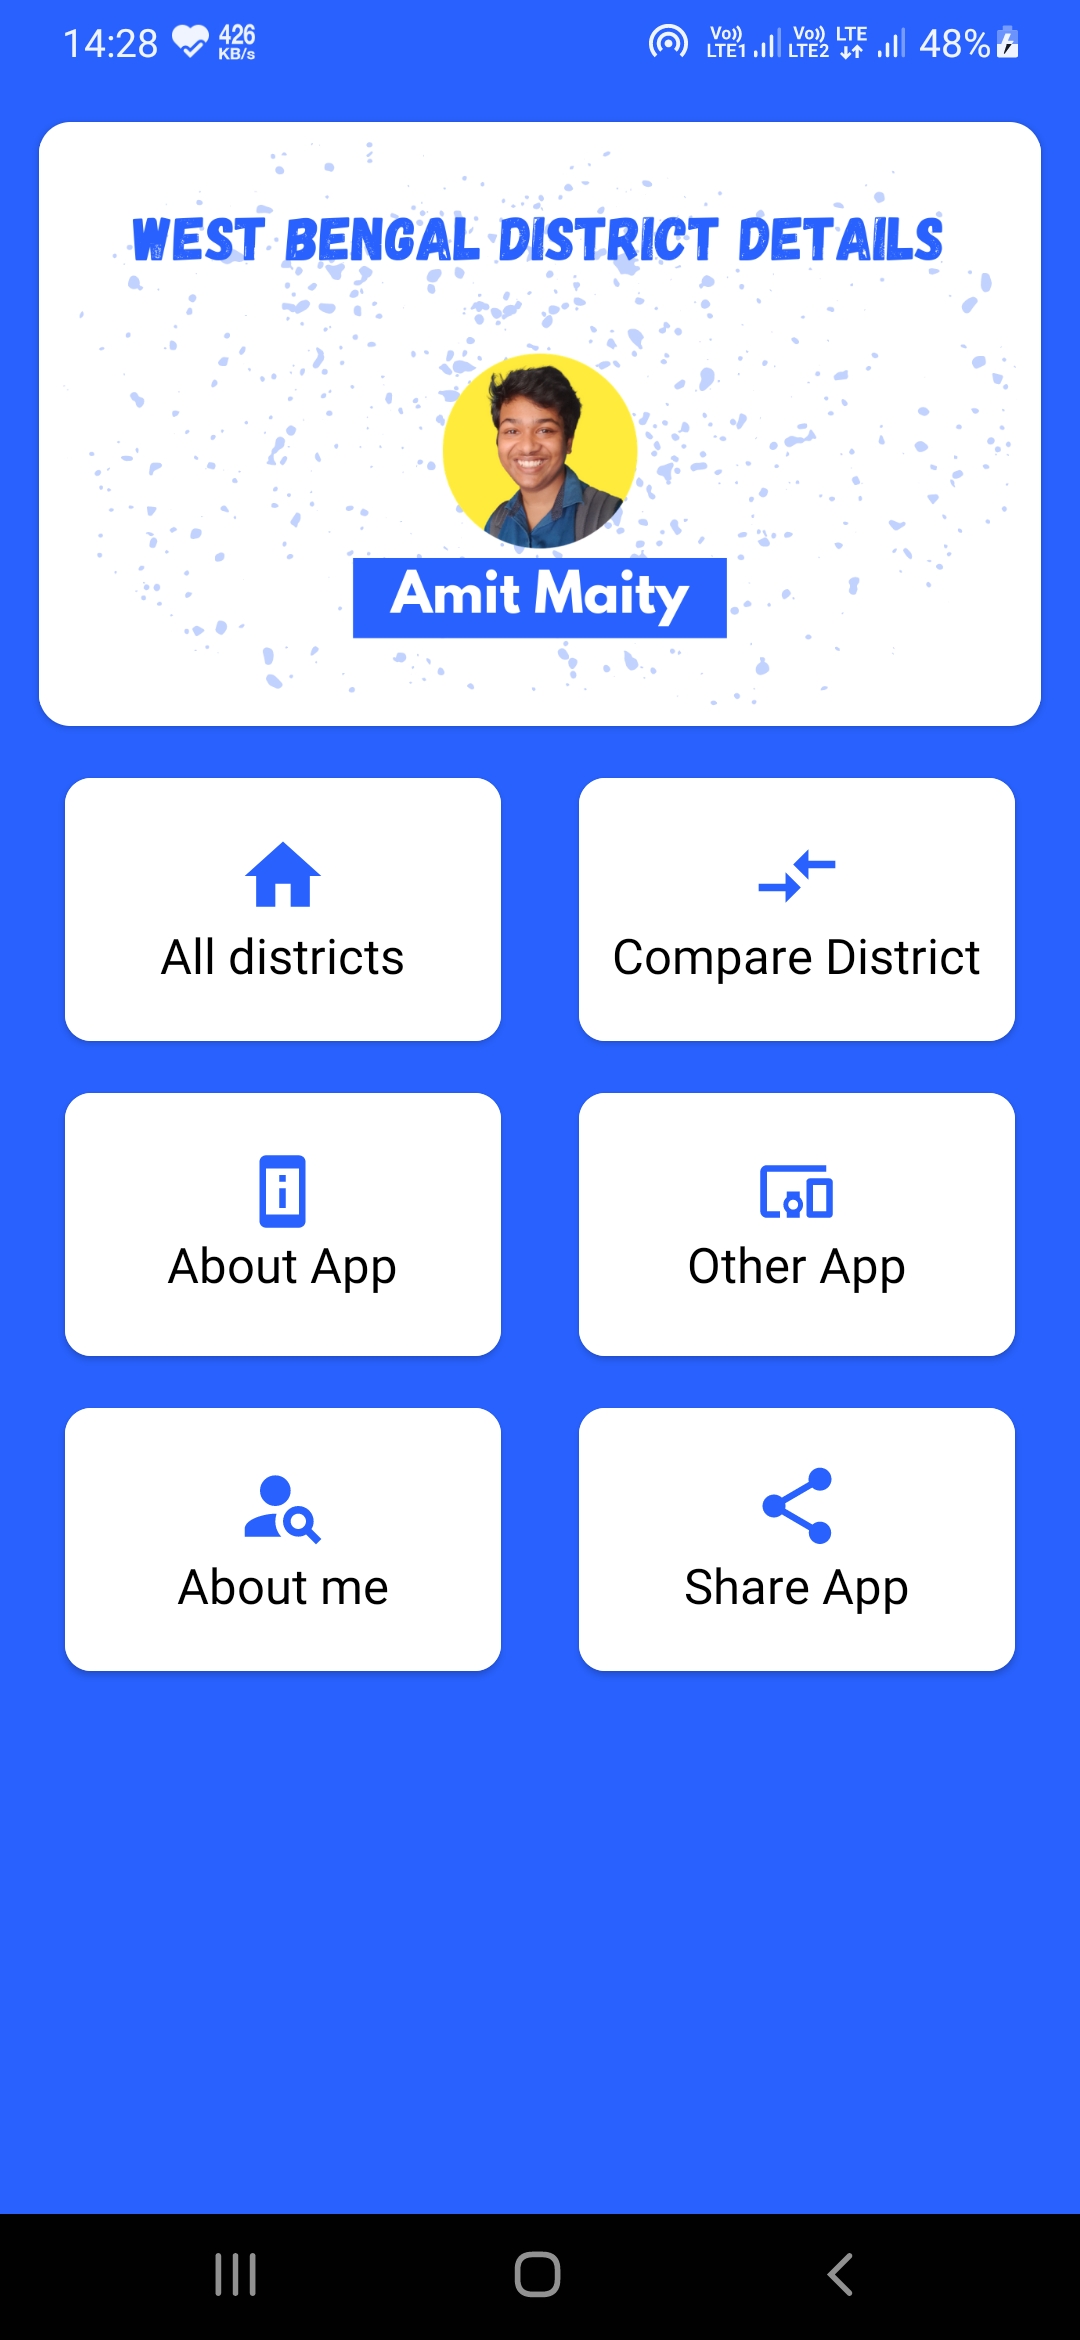 14:28 426 KB/s Vo)) LTE1 Vo)) LTE2 LTE 48%
WEST BENGAL DISTRICT DETAILS
Amit Maity
All districts
Compare District
About App
Other App
About me
Share App